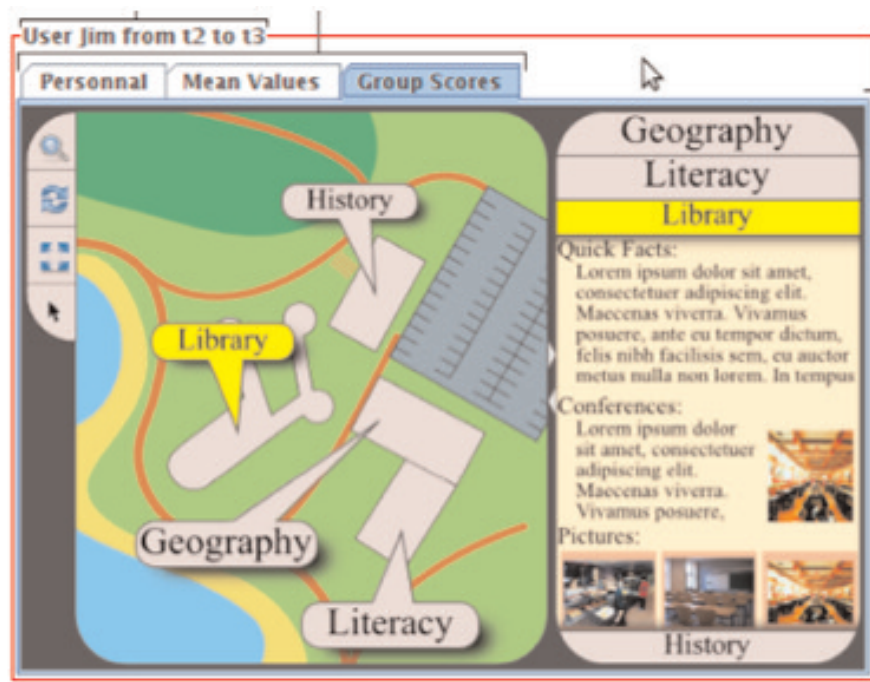 User Jim from t2 to t3
Personnal
Mean Values
Group Scores
History
Library
Geography
Literacy
Geography
Literacy
Library
Quick Facts:
Lorem ipsum dolor sit amet,
consectetuer adipiscing elit.
Maecenas viverra. Vivamus
posuere, ante eu tempor dictum,
felis nibh facilisis sem, eu auctor
metus nulla non lorem. In tempus
Conferences:
Lorem ipsum dolor
sit amet, consectetuer
adipiscing elit.
Maecenas viverra.
Vivamus posuere,
Pictures:
History